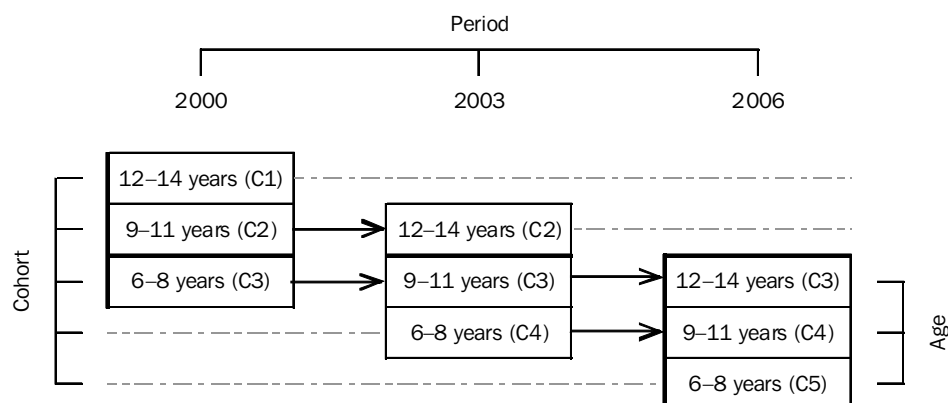 Period
2000 2003 2006
12–14 years (C1)
9–11 years (C2) 12–14 years (C2)
6–8 years (C3) 9–11 years (C3) 12–14 years (C3)
6–8 years (C4) 9–11 years (C4)
6–8 years (C5)
Cohort
Age